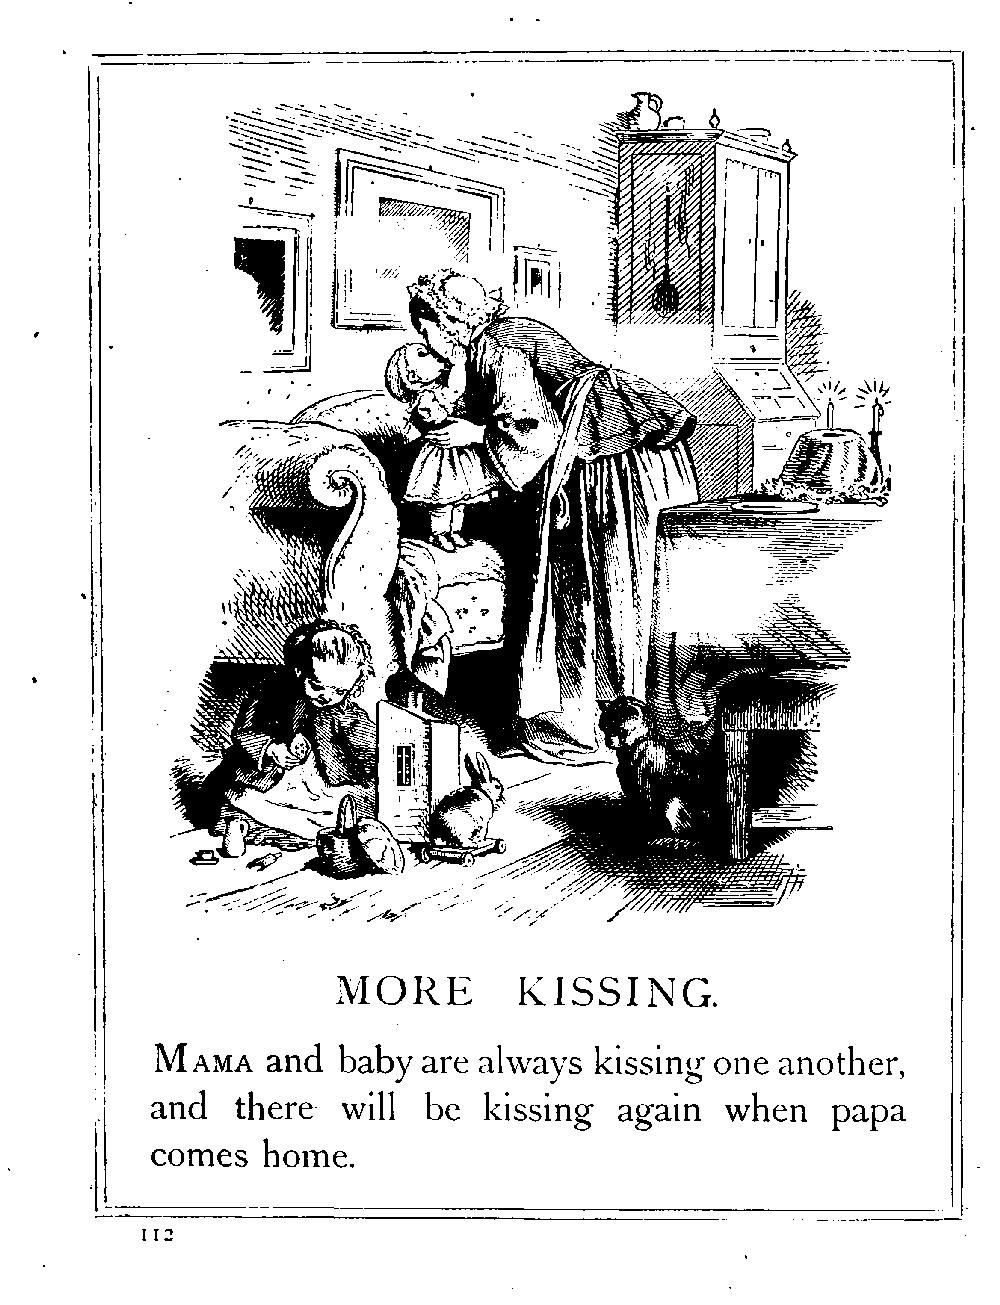 MORE KISSING.
MAMA and baby are always kissing one another,
and there will be kissing again when papa
comes home.
112